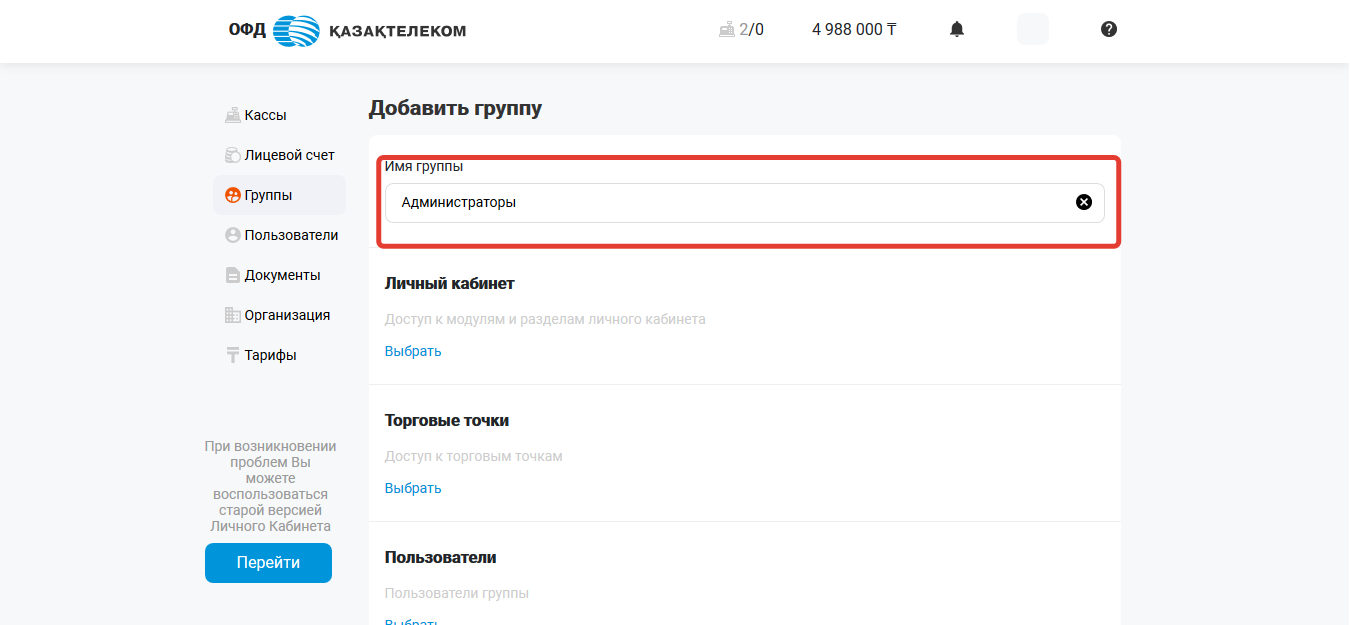 ОФД ҚАЗАҚТЕЛЕКОМ
2/0
4 988 000 ₸
Кассы
Лицевой счет
Группы
Пользователи
Документы
Организация
Тарифы
При возникновении
проблем Вы
можете
воспользоваться
старой версией
Личного Кабинета
Перейти
Добавить группу
Имя группы
Администраторы
Личный кабинет
Доступ к модулям и разделам личного кабинета
Выбрать
Торговые точки
Доступ к торговым точкам
Выбрать
Пользователи
Пользователи группы
Выбрать